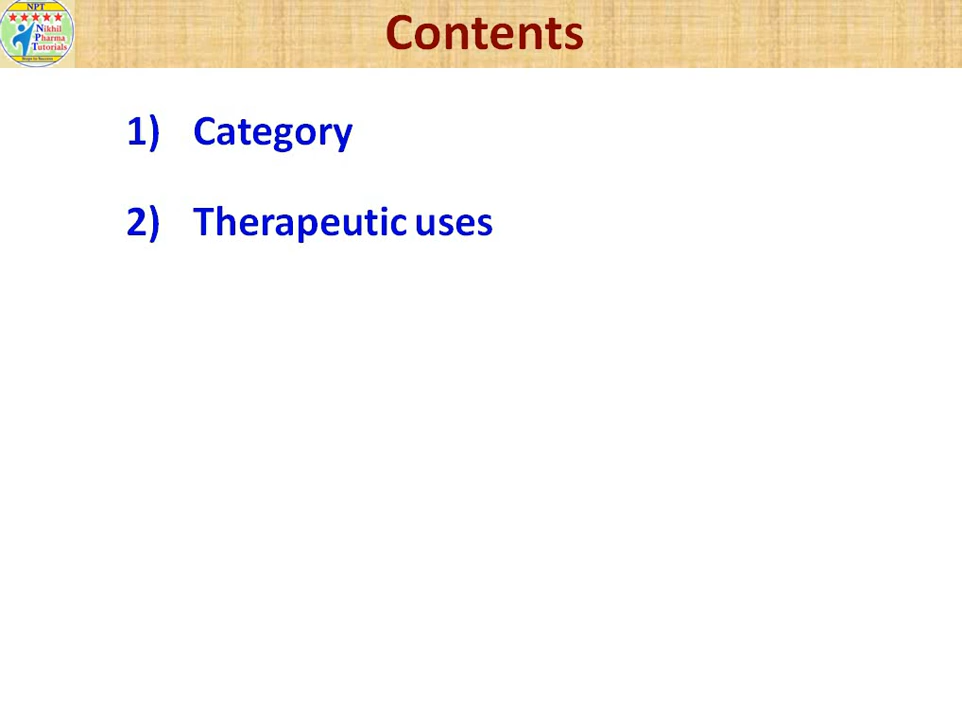 NPT
Nikhil
Pharma
Tutorials
Contents
1) Category
2) Therapeutic uses